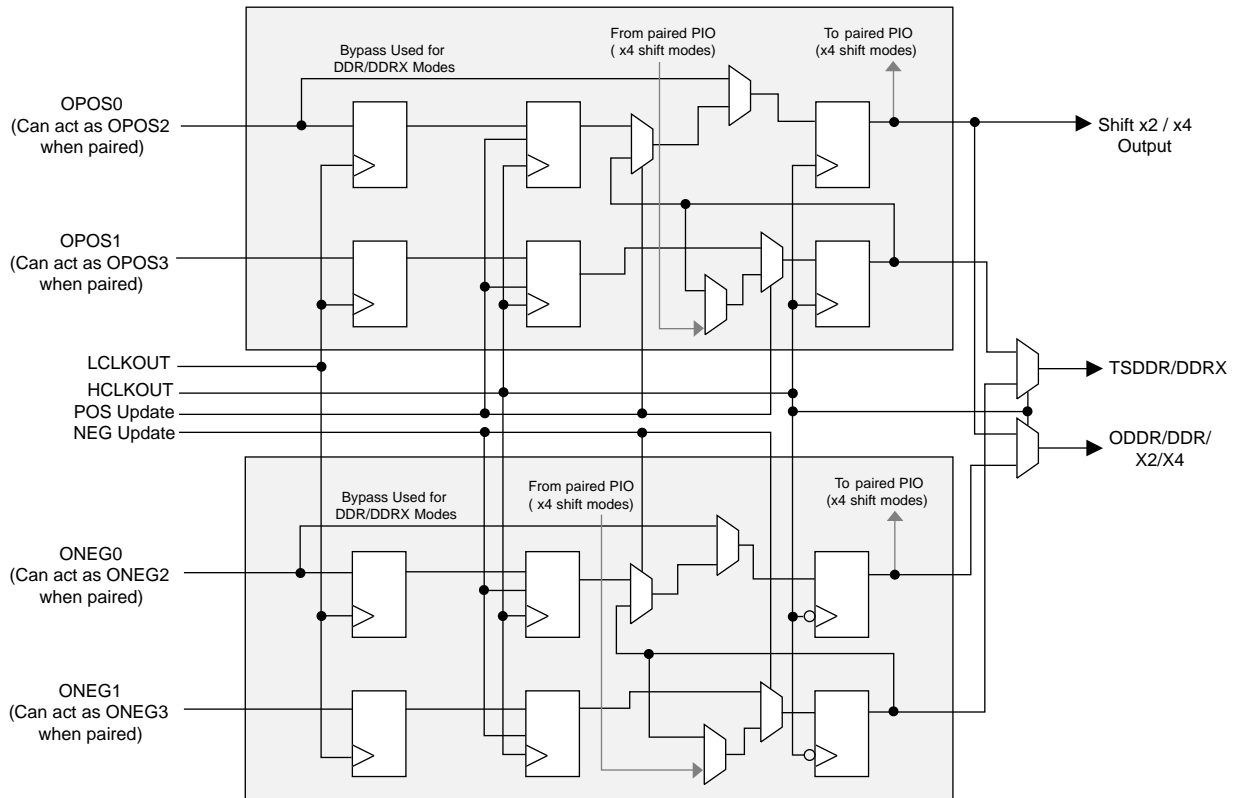 From paired PIO
( x4 shift modes)
To paired PIO
(x4 shift modes)
Bypass Used for
DDR/DDRX Modes
OPOS0
(Can act as OPOS2
when paired)
Shift x2 / x4
Output
OPOS1
(Can act as OPOS3
when paired)
LCLKOUT
HCLKOUT
POS Update
NEG Update
TSDDR/DDRX
ODDR/DDR/
X2/X4
From paired PIO
( x4 shift modes)
To paired PIO
(x4 shift modes)
Bypass Used for
DDR/DDRX Modes
ONEG0
(Can act as ONEG2
when paired)
ONEG1
(Can act as ONEG3
when paired)